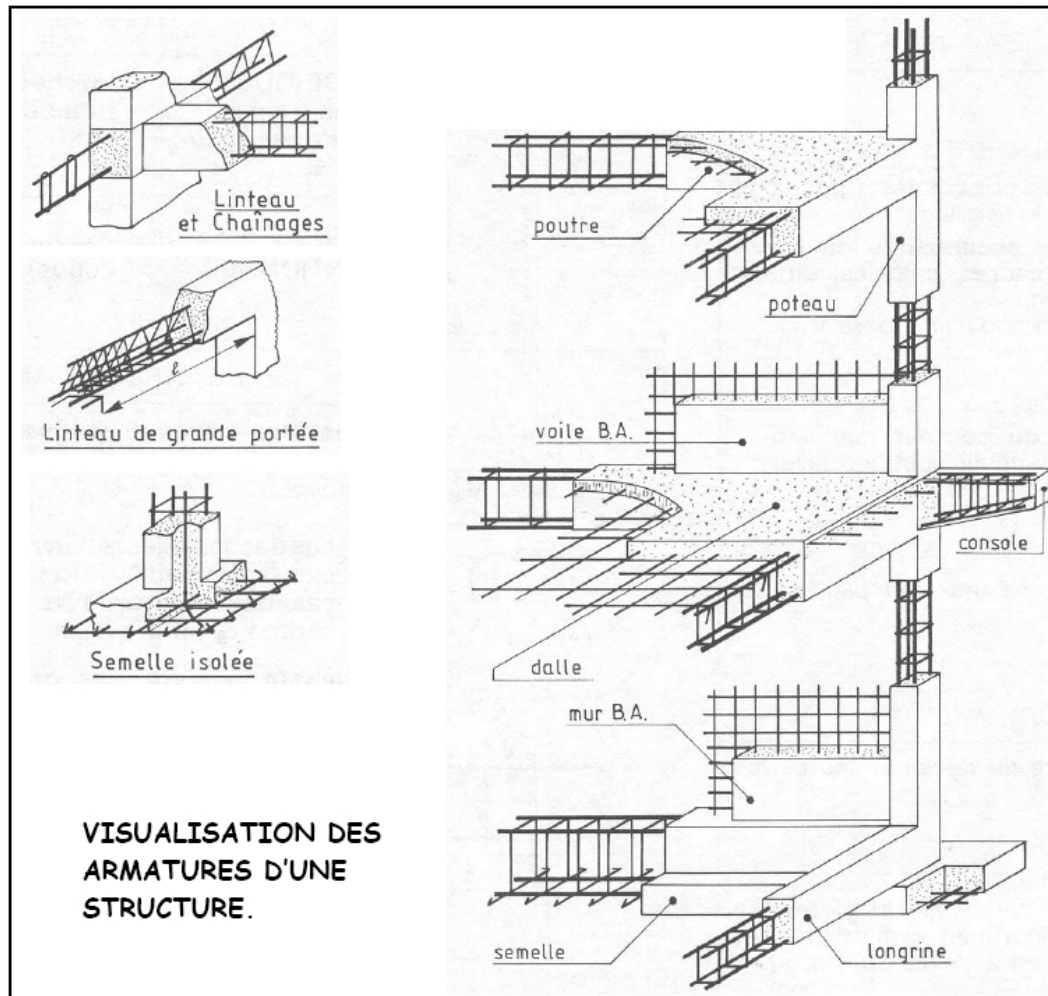 Linteau
et Chaînages
Linteau de grande portée
ℓ
Semelle isolée
VISUALISATION DES
ARMATURES D'UNE
STRUCTURE.
poutre
poteau
voile B.A.
console
dalle
mur B.A.
semelle
longrine